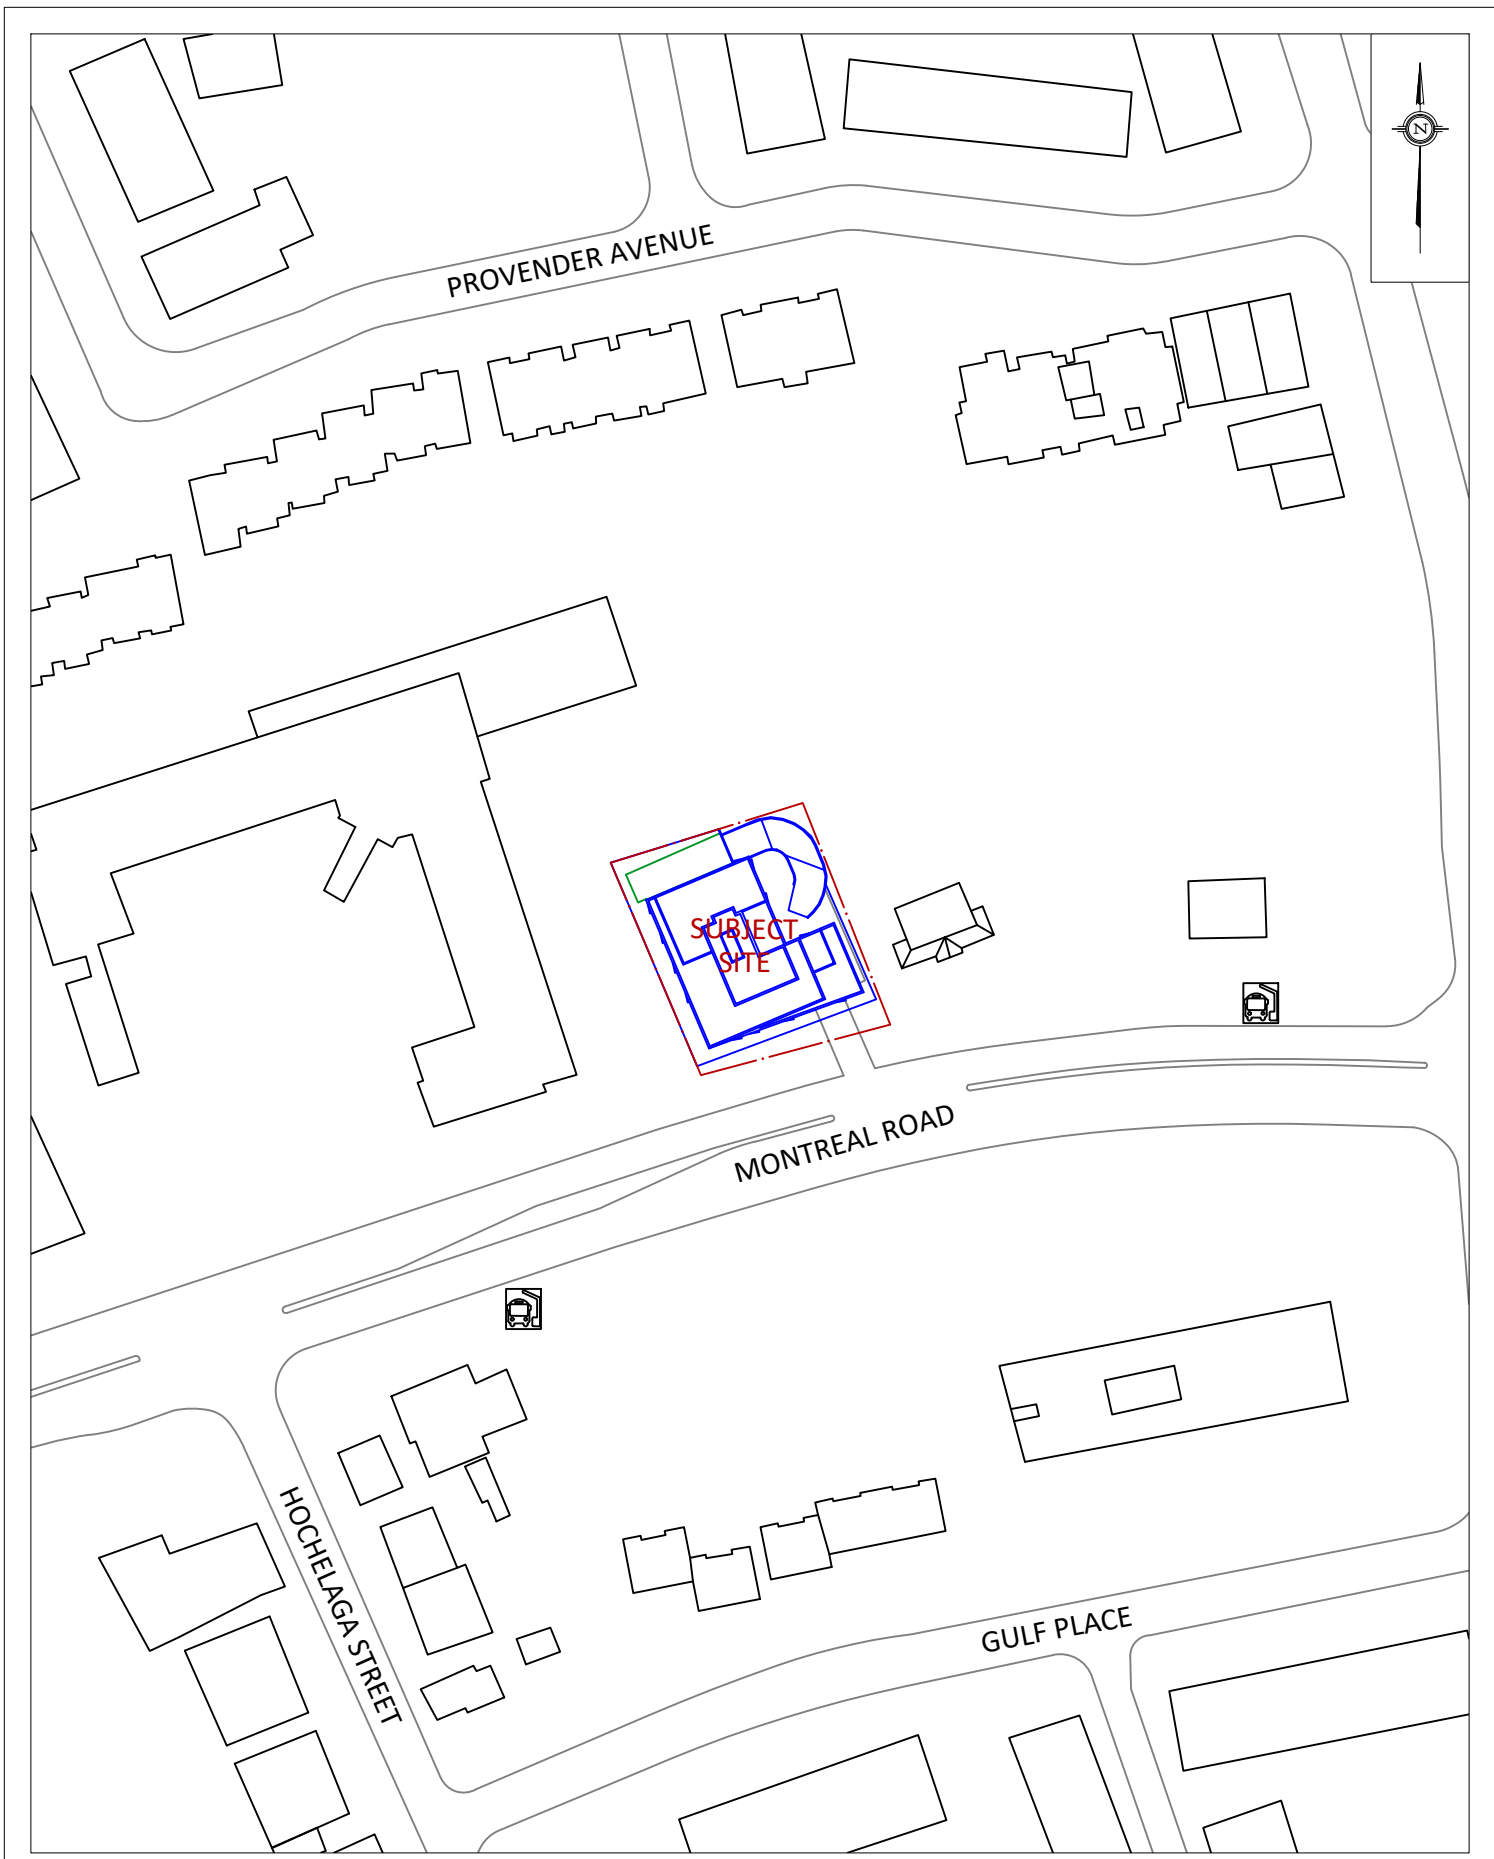 N
PROVENDER AVENUE
SUBJECT
SITE
MONTREAL ROAD
HOCHELAGA STREET
GULF PLACE